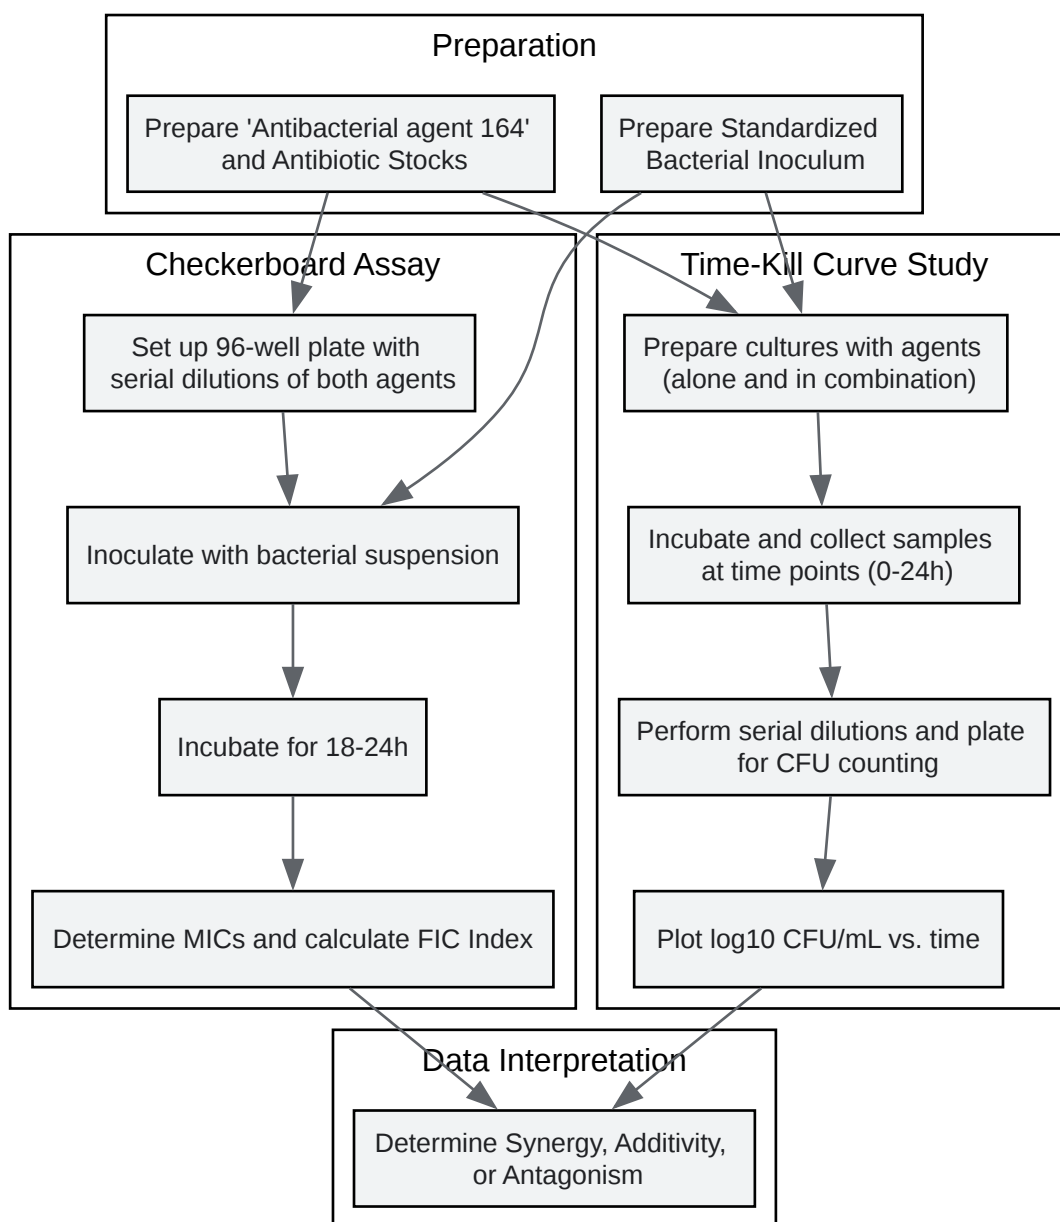 Preparation
Prepare 'Antibacterial agent 164'
and Antibiotic Stocks
Prepare Standardized
Bacterial Inoculum
Checkerboard Assay
Set up 96-well plate with
serial dilutions of both agents
Inoculate with bacterial suspension
Incubate for 18-24h
Determine MICs and calculate FIC Index
Time-Kill Curve Study
Prepare cultures with agents
(alone and in combination)
Incubate and collect samples
at time points (0-24h)
Perform serial dilutions and plate
for CFU counting
Plot log10 CFU/mL vs. time
Data Interpretation
Determine Synergy, Additivity,
or Antagonism